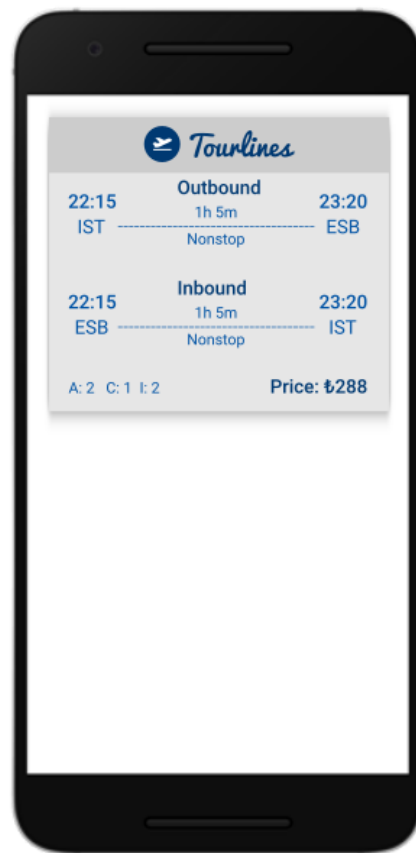 Tourlines
Outbound
22:15 1h 5m 23:20
IST Nonstop ESB
Inbound
22:15 1h 5m 23:20
ESB Nonstop IST
A: 2 C: 1 I: 2 Price: ₺288